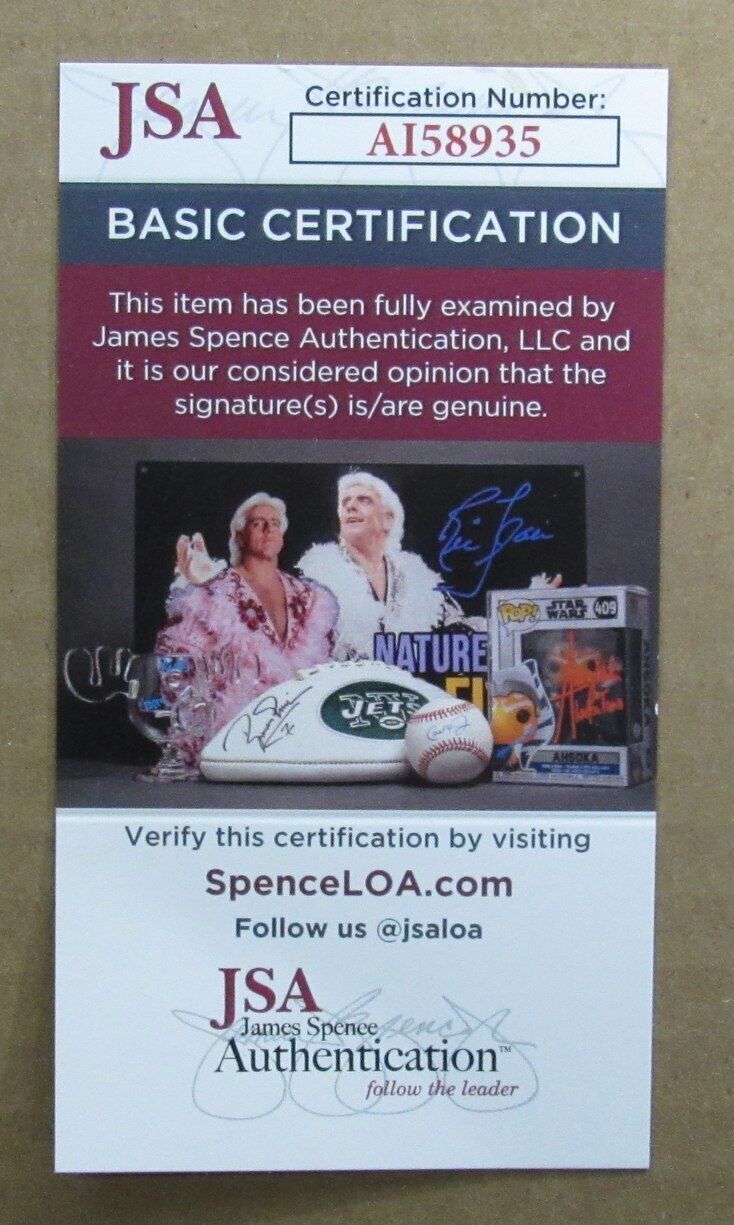 JSA
Certification Number:
AI58935
BASIC CERTIFICATION
This item has been fully examined by
James Spence Authentication, LLC and
it is our considered opinion that the
signature(s) is/are genuine.
NATURE
JETS
POP!
STAR
WARS
409
AHSOKA
Verify this certification by visiting
SpenceLOA.com
Follow us @jsaloa
JSA
James Spence
Authentication™
follow the leader